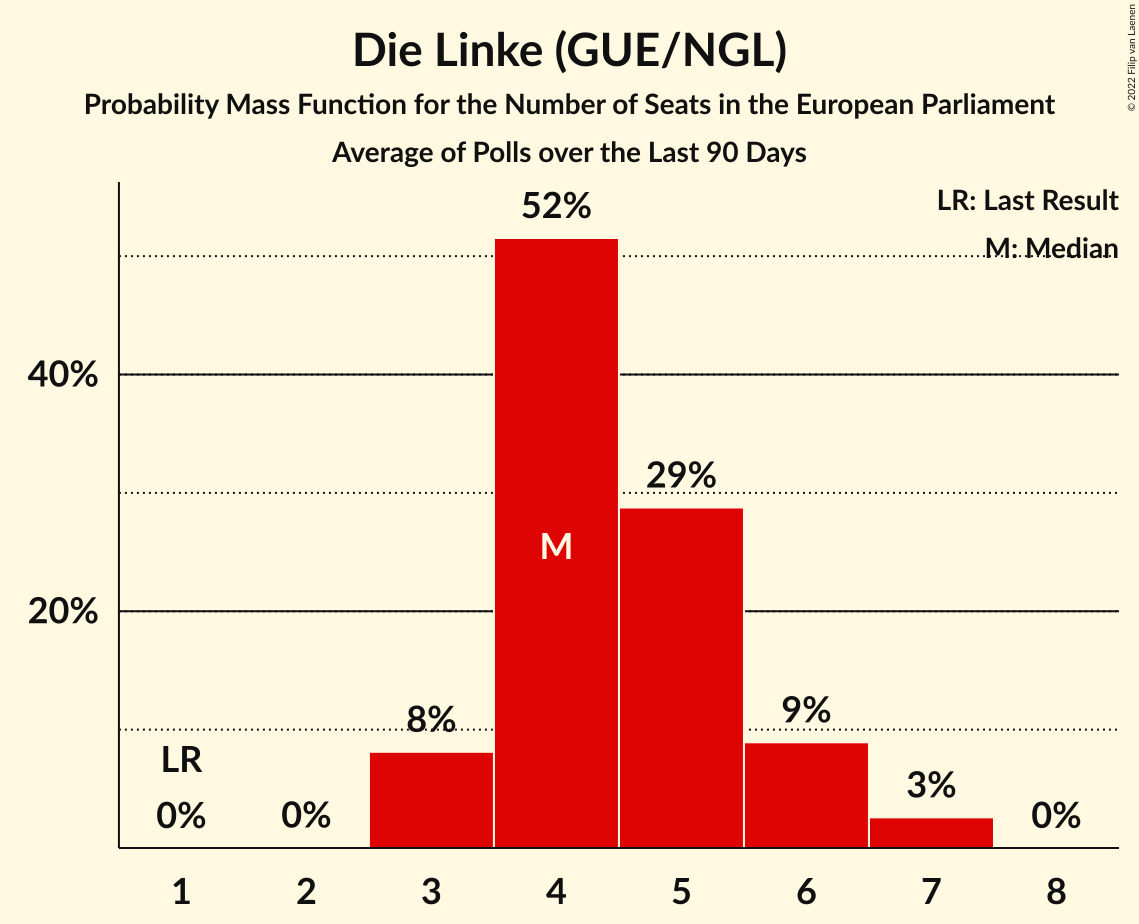 Die Linke (GUE/NGL)
Probability Mass Function for the Number of Seats in the European Parliament
Average of Polls over the Last 90 Days
© 2022 Filip van Laenen
LR: Last Result
M: Median
52%
40%
29%
M
20%
8%
9%
LR
3%
0%
0%
0%
1 2 3 4 5 6 7 8